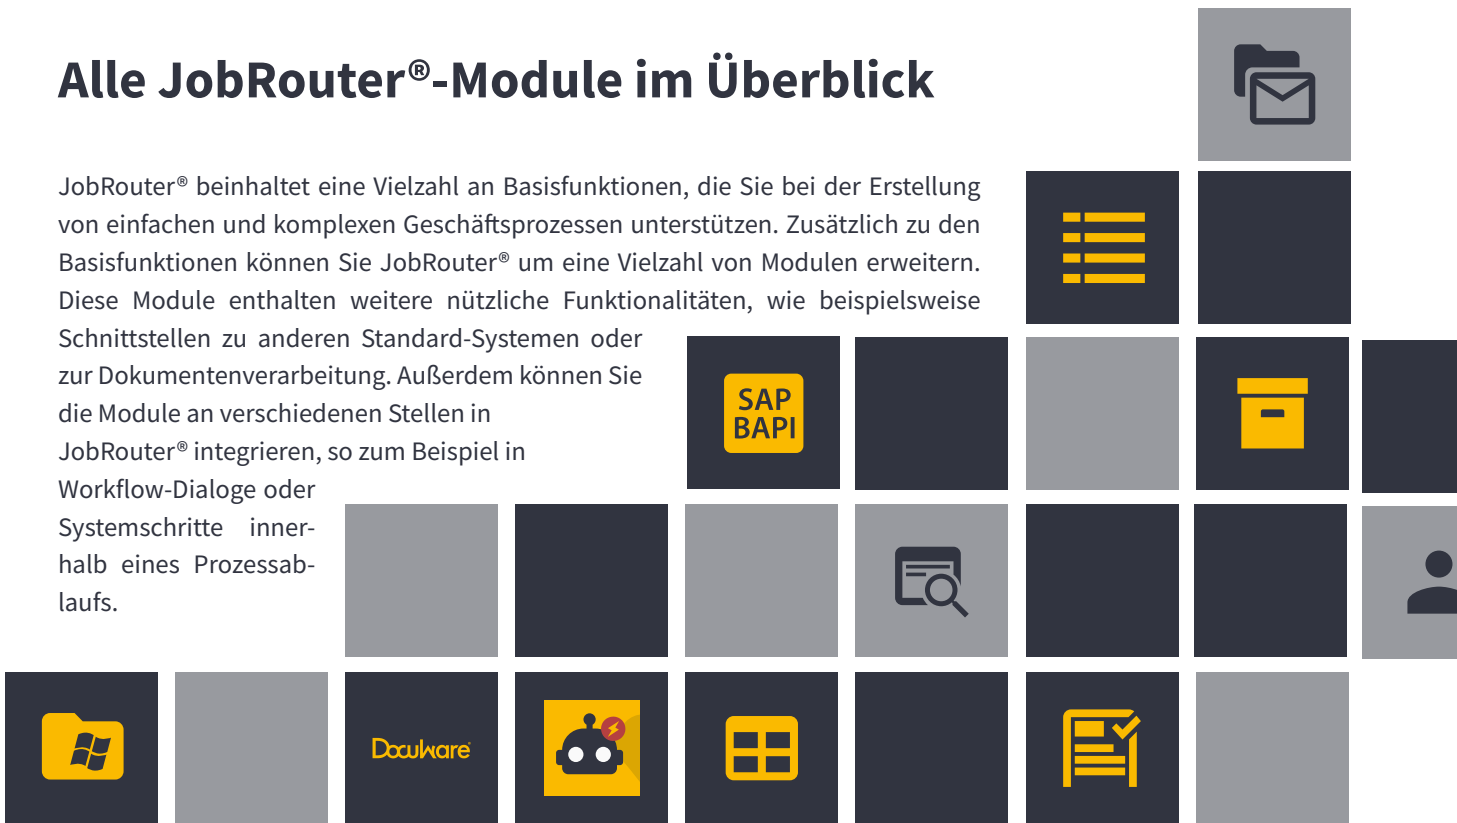 Alle JobRouter®-Module im Überblick
JobRouter® beinhaltet eine Vielzahl an Basisfunktionen, die Sie bei der Erstellung
von einfachen und komplexen Geschäftsprozessen unterstützen. Zusätzlich zu den
Basisfunktionen können Sie JobRouter® um eine Vielzahl von Modulen erweitern.
Diese Module enthalten weitere nützliche Funktionalitäten, wie beispielsweise
Schnittstellen zu anderen Standard-Systemen oder
zur Dokumentenverarbeitung. Außerdem können Sie
die Module an verschiedenen Stellen in
JobRouter® integrieren, so zum Beispiel in
Workflow-Dialoge oder
Systemschritte inner-
halb eines Prozessab-
laufs.
SAP
BAPI
DocuWare